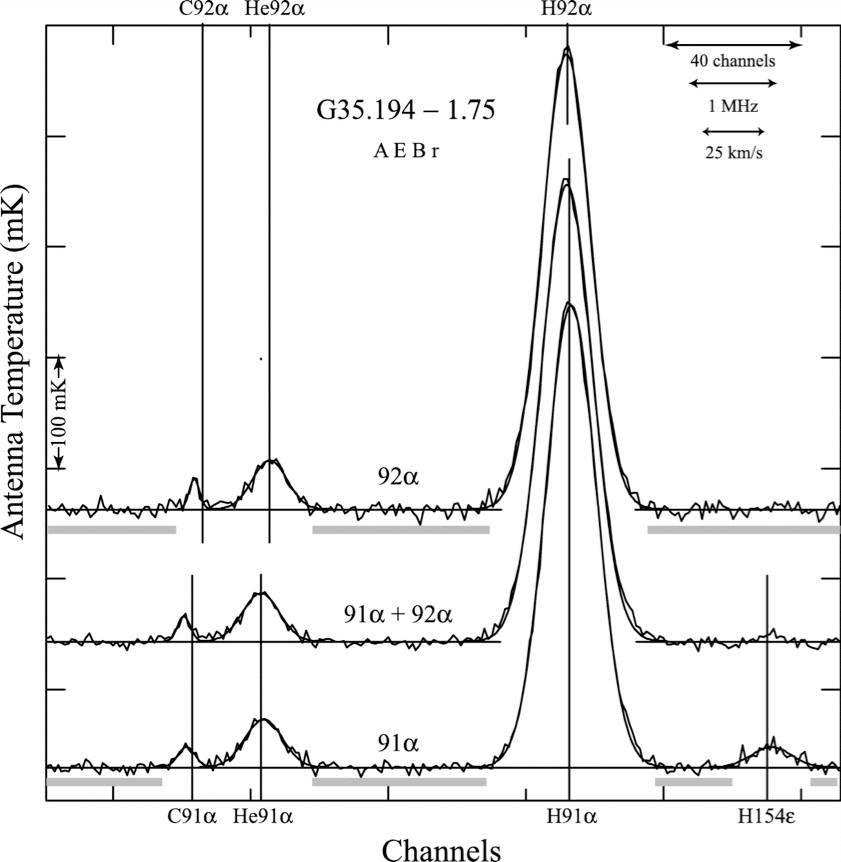 C92α He92α H92α
40 channels
1 MHz
25 km/s
G35.194 – 1.75
A E B r
Antenna Temperature (mK)
100 mK
92α
91α + 92α
91α
C91α He91α H91α H154ε
Channels